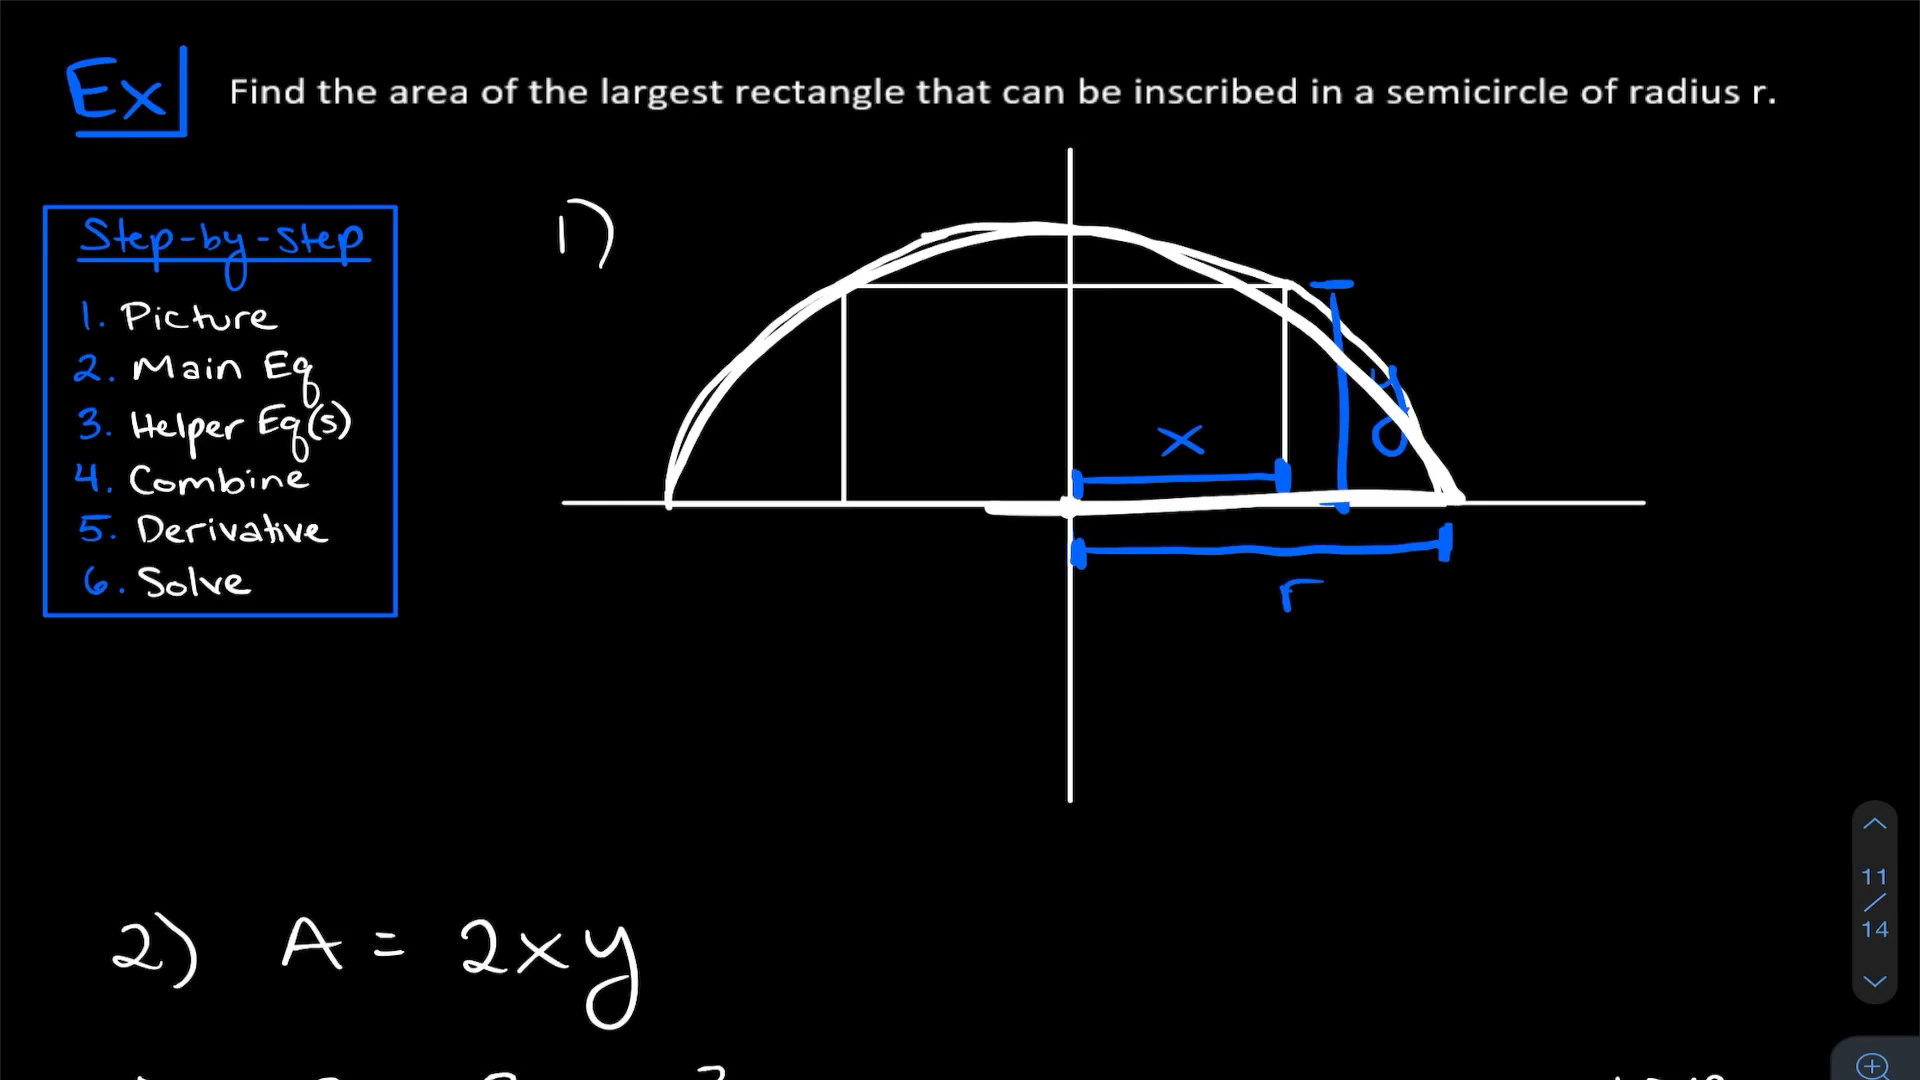 Ex
Find the area of the largest rectangle that can be inscribed in a semicircle of radius r.
Step-by-step
1. Picture
2. Main Eq
3. Helper Eq(s)
4. Combine
5. Derivative
6. Solve
1)
x
y
r
2) A = 2xy
11
/
14